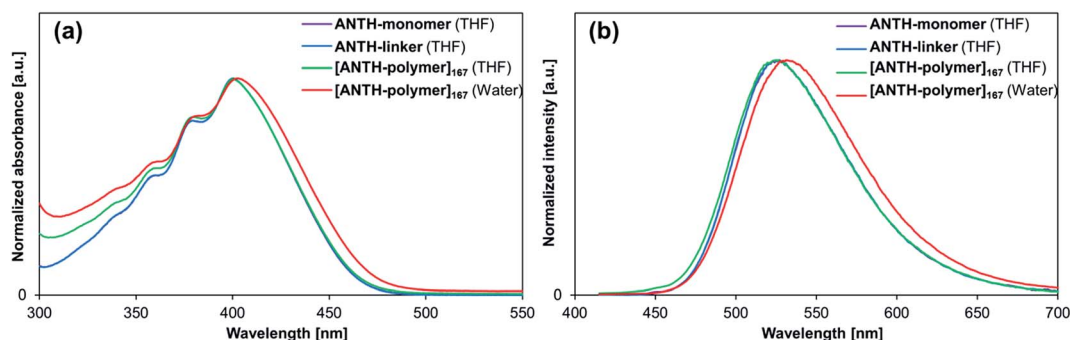 (a)
ANTH-monomer (THF)
ANTH-linker (THF)
[ANTH-polymer]₁₆₇ (THF)
[ANTH-polymer]₁₆₇ (Water)
Normalized absorbance [a.u.]
0
300 350 400 450 500 550
Wavelength [nm]
(b)
ANTH-monomer (THF)
ANTH-linker (THF)
[ANTH-polymer]₁₆₇ (THF)
[ANTH-polymer]₁₆₇ (Water)
Normalized intensity [a.u.]
0
400 450 500 550 600 650 700
Wavelength [nm]